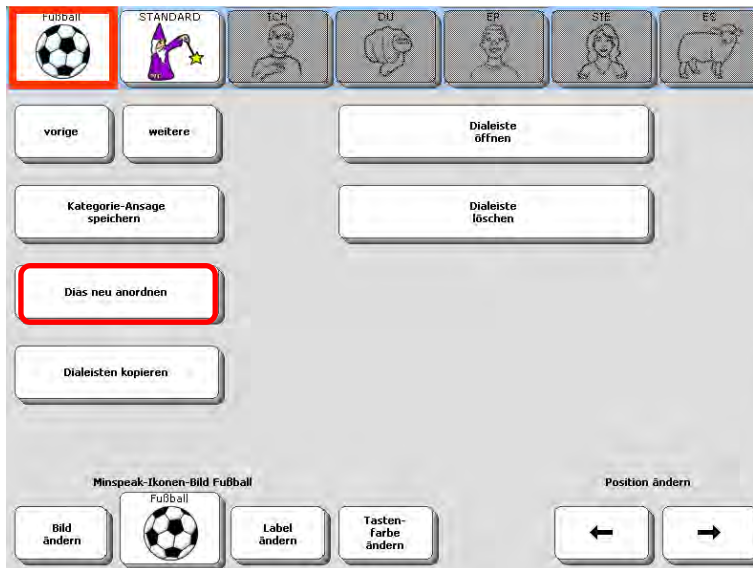 Fußball
STANDARD
ICH
DU
ER
SIE
ES
vorige
weitere
Dialeiste
öffnen
Kategorie-Ansage
speichern
Dialeiste
löschen
Dias neu anordnen
Dialeisten kopieren
Minspeak-Ikonen-Bild Fußball
Position ändern
Fußball
Bild
ändern
Label
ändern
Tasten-
farbe
ändern